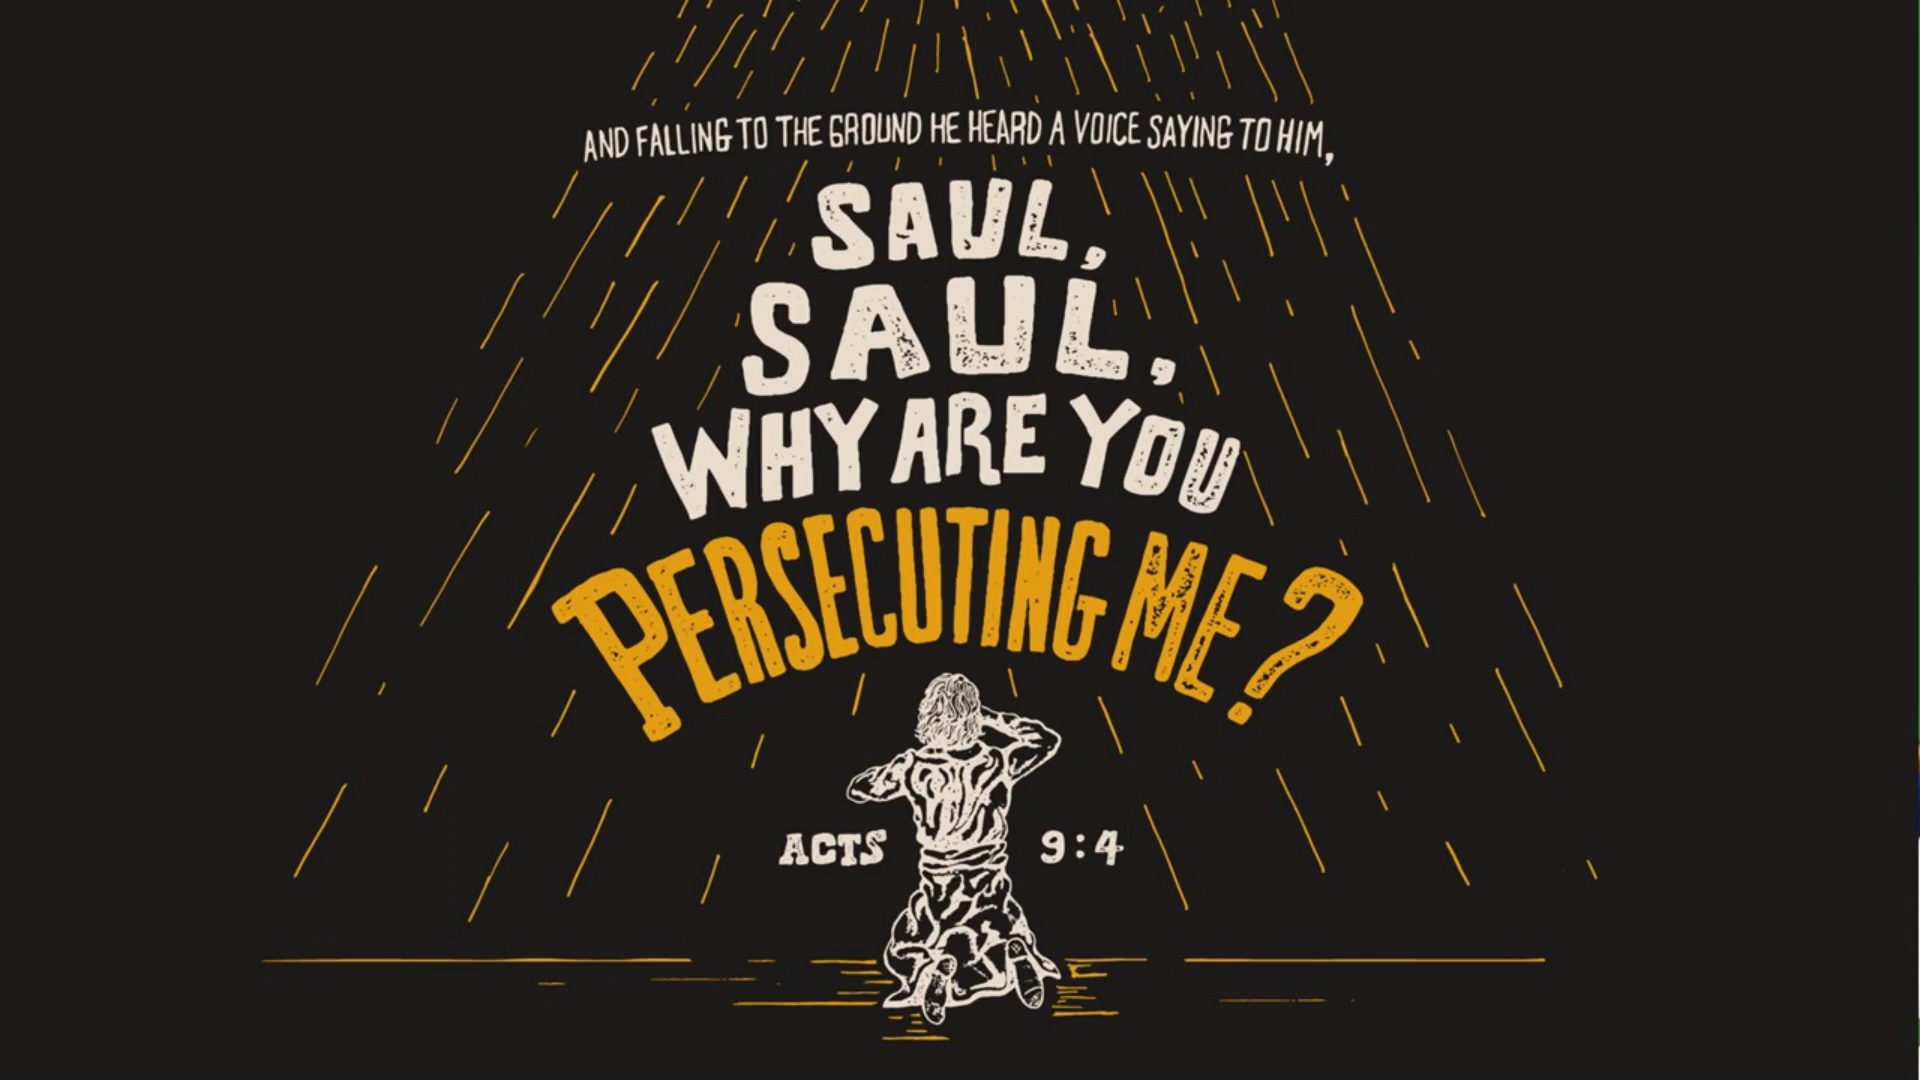 AND FALLING TO THE GROUND HE HEARD A VOICE SAYING TO HIM,
SAUL,
SAUL,
WHY ARE YOU
PERSECUTING ME?
ACTS 9:4